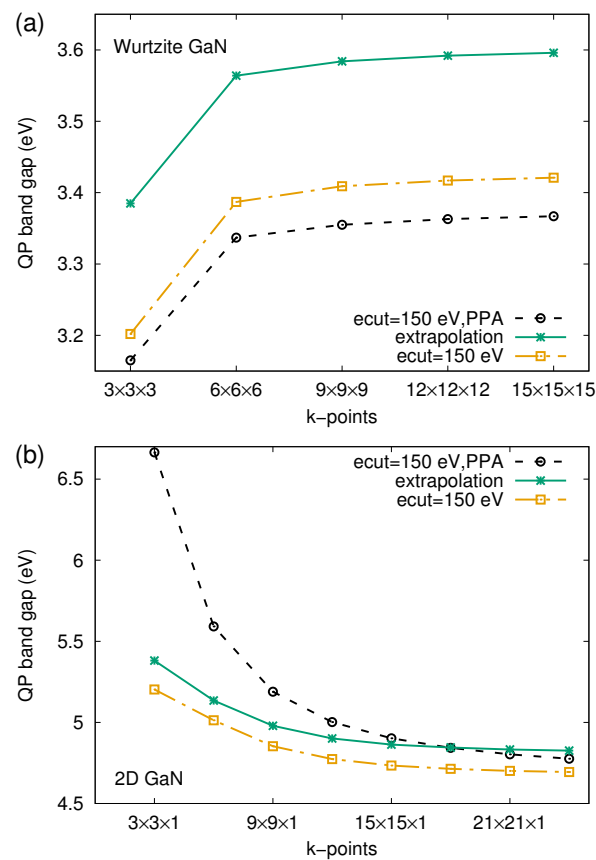 (a)
Wurtzite GaN
3.6
3.5
3.4
3.3
3.2
QP band gap (eV)
ecut=150 eV,PPA
extrapolation
ecut=150 eV
3×3×3 6×6×6 9×9×9 12×12×12 15×15×15
k−points
(b)
ecut=150 eV,PPA
extrapolation
ecut=150 eV
6.5
6
5.5
5
4.5
QP band gap (eV)
2D GaN
3×3×1 9×9×1 15×15×1 21×21×1
k−points